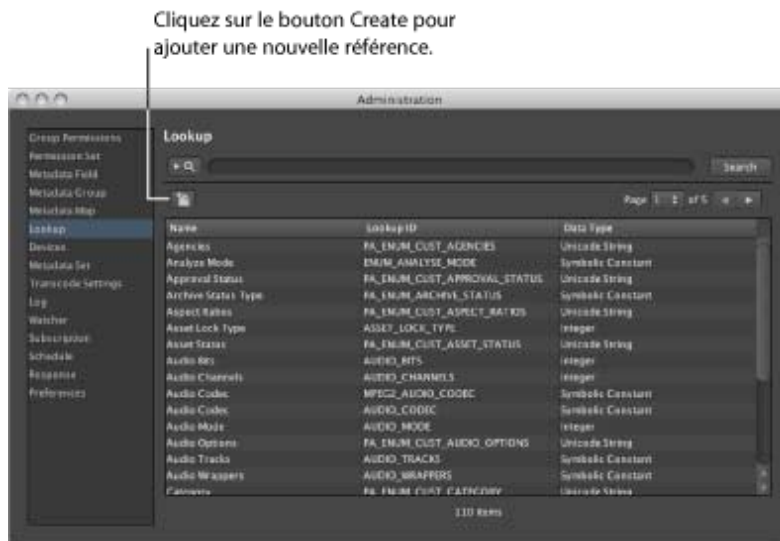 Cliquez sur le bouton Create pour
ajouter une nouvelle référence.
Administration
Group Permissions
Permission Set
Metadata Field
Metadata Group
Metadata Map
Lookup
Devices
Metadata Set
Transcode Settings
Log
Watcher
Subscription
Schedule
Response
Preferences
Lookup
Search
Page 1 of 5
Name Lookup ID Data Type
Agencies PA_ENUM_CUST_AGENCIES Unicode String
Analyze Mode ENUM_ANALYSE_MODE Symbolic Constant
Approval Status PA_ENUM_CUST_APPROVAL_STATUS Unicode String
Archive Status Type PA_ENUM_ARCHIVE_STATUS Symbolic Constant
Aspect Ratios PA_ENUM_CUST_ASPECT_RATIOS Unicode String
Asset Lock Type ASSET_LOCK_TYPE Integer
Asset Status PA_ENUM_CUST_ASSET_STATUS Unicode String
Audio Bits AUDIO_BITS Integer
Audio Channels AUDIO_CHANNELS Integer
Audio Codec MPEG2_AUDIO_CODEC Symbolic Constant
Audio Codec AUDIO_CODEC Symbolic Constant
Audio Mode AUDIO_MODE Integer
Audio Options PA_ENUM_CUST_AUDIO_OPTIONS Unicode String
Audio Tracks AUDIO_TRACKS Symbolic Constant
Audio Wrappers AUDIO_WRAPPERS Symbolic Constant
Category PA_ENUM_CUST_CATEGORY Unicode String
110 items